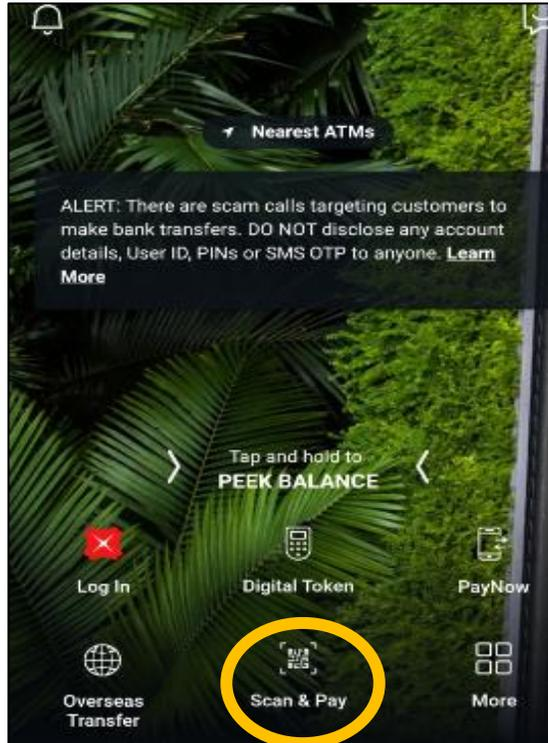 Nearest ATMs
ALERT: There are scam calls targeting customers to
make bank transfers. DO NOT disclose any account
details, User ID, PINs or SMS OTP to anyone. Learn
More
Tap and hold to
PEEK BALANCE
Log In
Digital Token
PayNow
Overseas
Transfer
Scan & Pay
More